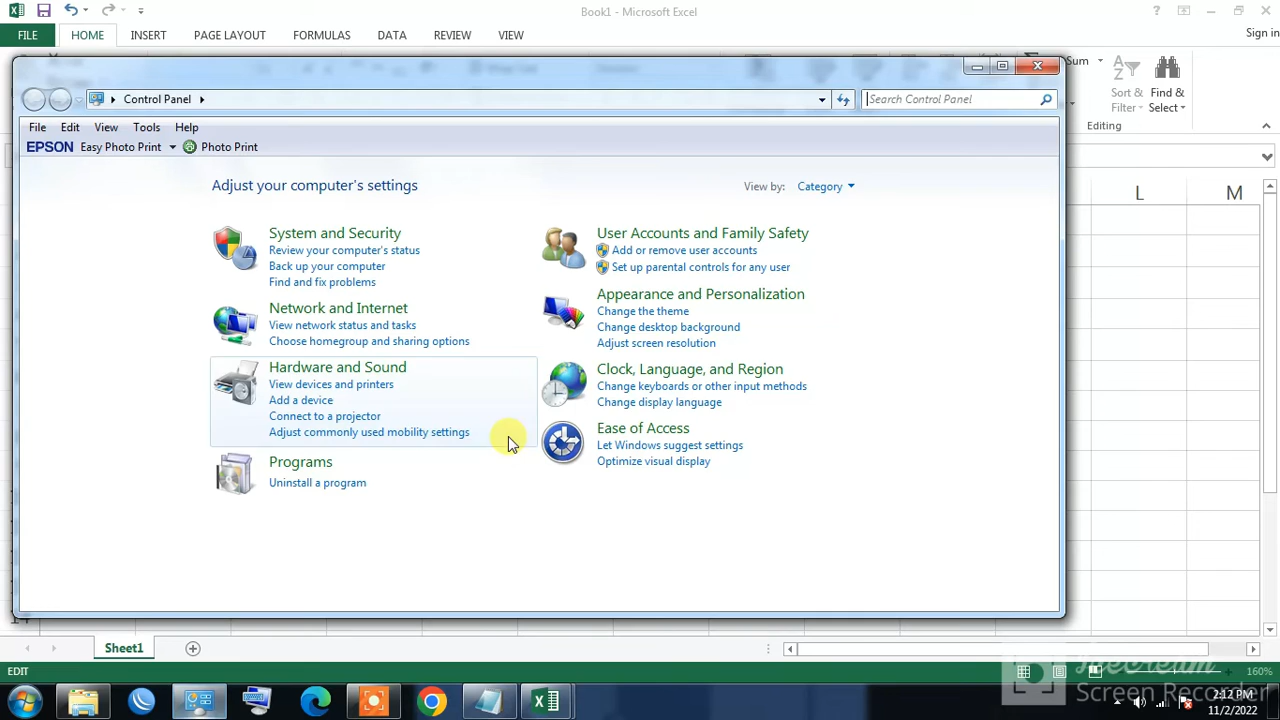 Book1 - Microsoft Excel
FILE HOME INSERT PAGE LAYOUT FORMULAS DATA REVIEW VIEW
Sign in
Sum
Sort & Filter
Find & Select
Editing
Control Panel
Search Control Panel
File Edit View Tools Help
EPSON Easy Photo Print Photo Print
Adjust your computer's settings
View by: Category
System and Security
Review your computer's status
Back up your computer
Find and fix problems
Network and Internet
View network status and tasks
Choose homegroup and sharing options
Hardware and Sound
View devices and printers
Add a device
Connect to a projector
Adjust commonly used mobility settings
Programs
Uninstall a program
User Accounts and Family Safety
Add or remove user accounts
Set up parental controls for any user
Appearance and Personalization
Change the theme
Change desktop background
Adjust screen resolution
Clock, Language, and Region
Change keyboards or other input methods
Change display language
Ease of Access
Let Windows suggest settings
Optimize visual display
L M
14
Sheet1
EDIT
160%
IceCream
Screen Recorder
2:12 PM
11/2/2022